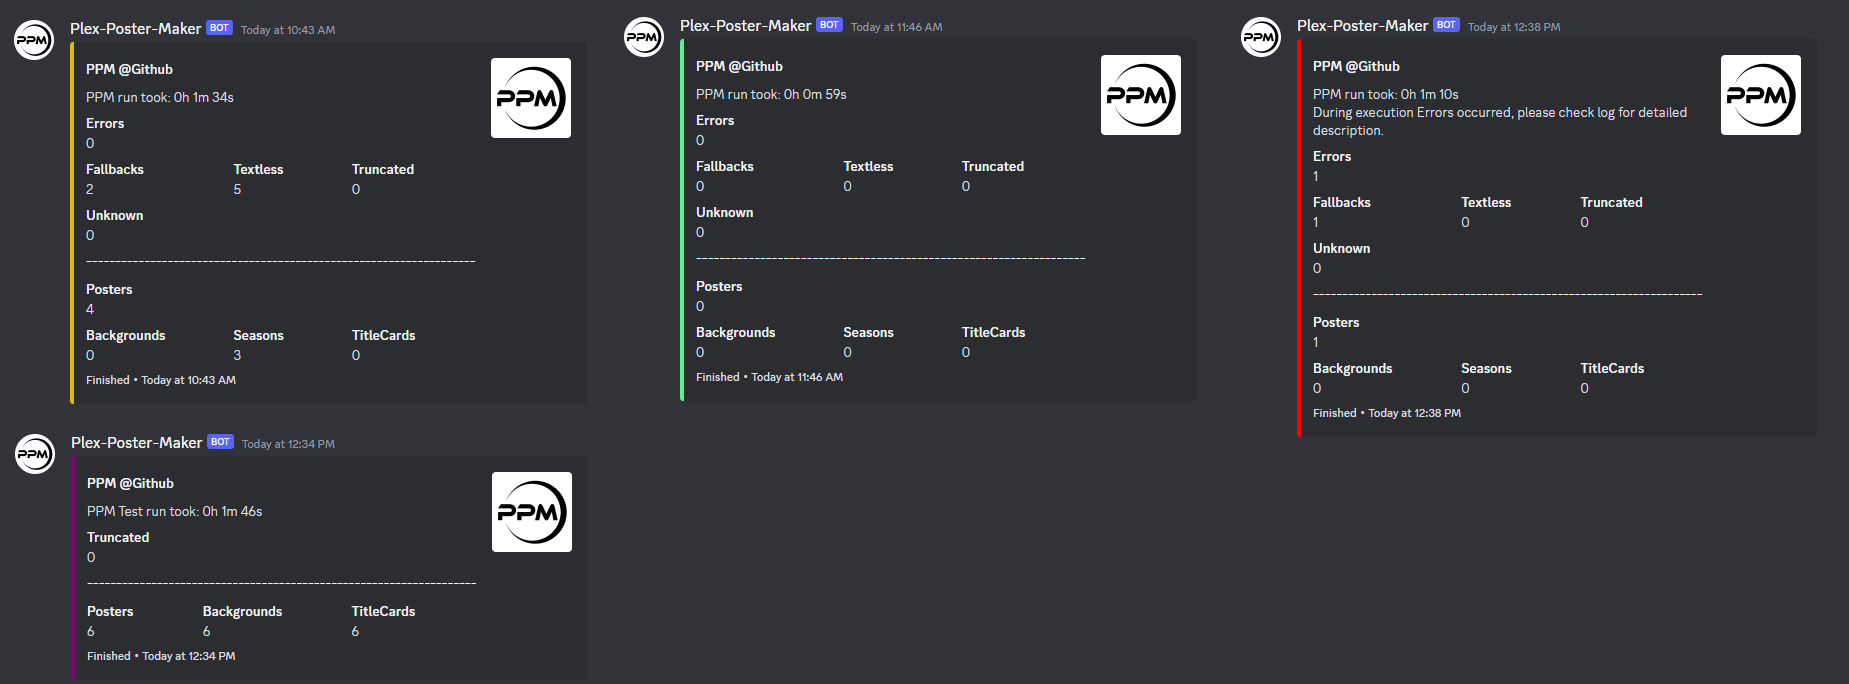 PPM
Plex-Poster-Maker BOT Today at 10:43 AM
PPM @Github
PPM
PPM run took: 0h 1m 34s
Errors
0
Fallbacks Textless Truncated
2 5 0
Unknown
0
-------------------------------------------------------------------
Posters
4
Backgrounds Seasons TitleCards
0 3 0
Finished • Today at 10:43 AM
PPM
Plex-Poster-Maker BOT Today at 11:46 AM
PPM @Github
PPM
PPM run took: 0h 0m 59s
Errors
0
Fallbacks Textless Truncated
0 0 0
Unknown
0
-------------------------------------------------------------------
Posters
0
Backgrounds Seasons TitleCards
0 0 0
Finished • Today at 11:46 AM
PPM
Plex-Poster-Maker BOT Today at 12:38 PM
PPM @Github
PPM
PPM run took: 0h 1m 10s
During execution Errors occurred, please check log for detailed
description.
Errors
1
Fallbacks Textless Truncated
1 0 0
Unknown
0
-------------------------------------------------------------------
Posters
1
Backgrounds Seasons TitleCards
0 0 0
Finished • Today at 12:38 PM
PPM
Plex-Poster-Maker BOT Today at 12:34 PM
PPM @Github
PPM
PPM Test run took: 0h 1m 46s
Truncated
0
-------------------------------------------------------------------
Posters Backgrounds TitleCards
6 6 6
Finished • Today at 12:34 PM